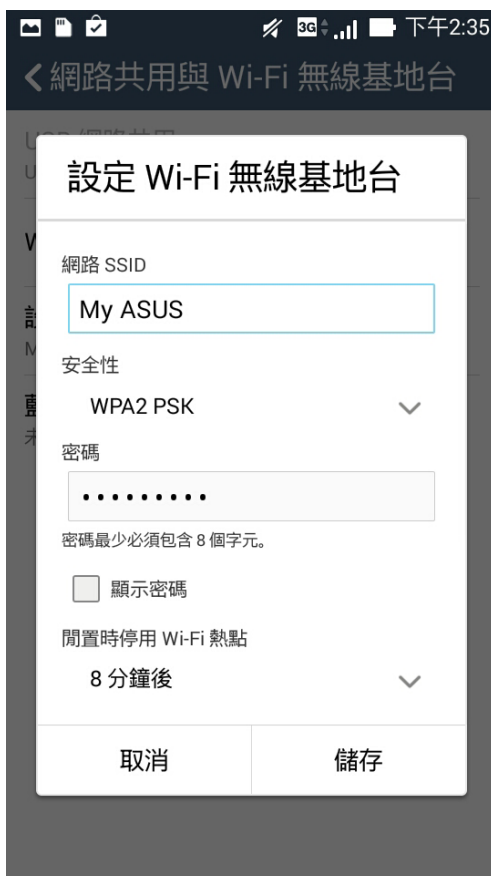 3G 下午2:35
網路共用與 Wi-Fi 無線基地台
設定 Wi-Fi 無線基地台
網路 SSID
My ASUS
安全性
WPA2 PSK
密碼
•••••••••
密碼最少必須包含 8 個字元。
顯示密碼
閒置時停用 Wi-Fi 熱點
8 分鐘後
取消
儲存